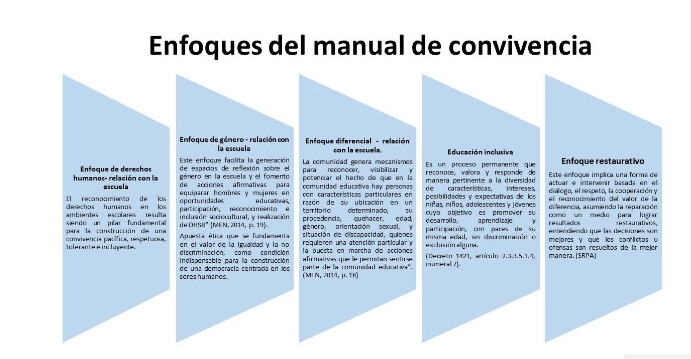 Enfoques del manual de convivencia
Enfoque de derechos
humanos- relación con la
escuela
El reconocimiento de los
derechos humanos en los
ambientes escolares resulta
siendo un pilar fundamental
para la construcción de una
convivencia pacífica, respetuosa,
tolerante e incluyente.
Enfoque de género - relación con
la escuela
Este enfoque facilita la generación
de espacios de reflexión sobre el
género en la escuela y el fomento
de acciones afirmativas para
equiparar hombres y mujeres en
oportunidades educativas,
participación, reconocimiento e
inclusión sociocultural, y realización
de DHSR" (MEN, 2014, p. 19).
Apuesta ética que se fundamenta
en el valor de la igualdad y la no
discriminación, como condición
indispensable para la construcción
de una democracia centrada en los
seres humanos.
Enfoque diferencial - relación
con la escuela.
La comunidad genera mecanismos
para reconocer, visibilizar y
potenciar el hecho de que en la
comunidad educativa hay personas
con características particulares en
razón de su ubicación en un
territorio determinado, su
procedencia, quehacer, edad,
género, orientación sexual, y
situación de discapacidad, quienes
requieren una atención particular y
la puesta en marcha de acciones
afirmativas que le permitan sentirse
parte de la comunidad educativa".
(MEN, 2014, p. 18)
Educación inclusiva
Es un proceso permanente que
reconoce, valora y responde de
manera pertinente a la diversidad
de características, intereses,
posibilidades y expectativas de los
niñas, niños, adolescentes y jóvenes
cuyo objetivo es promover su
desarrollo, aprendizaje y
participación, con pares de su
misma edad, sin discriminación o
exclusión alguna.
(Decreto 1421, artículo 2.3.3.5.1.4,
numeral 7).
Enfoque restaurativo
Este enfoque implica una forma de
actuar e intervenir basada en el
diálogo, el respeto, la cooperación y
el reconocimiento del valor de la
diferencia, asumiendo la reparación
como un medio para lograr
resultados restaurativos,
entendiendo que las decisiones son
mejores y que los conflictos u
ofensas son resueltos de la mejor
manera. (SRPA)